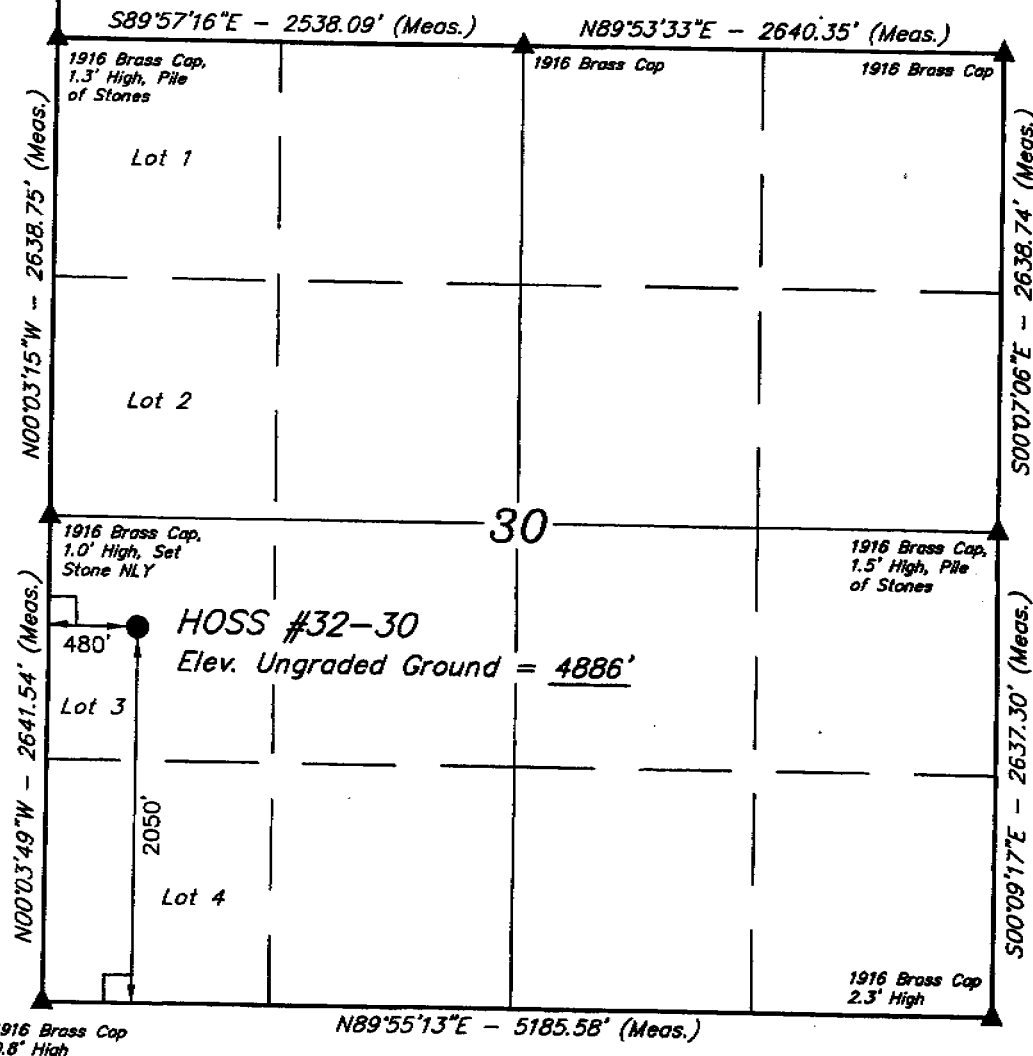 S89°57'16"E - 2538.09' (Meas.)
N89°53'33"E - 2640.35' (Meas.)
1916 Brass Cap,
1.3' High, Pile
of Stones
1916 Brass Cap
1916 Brass Cap
Lot 1
N00°03'15"W - 2638.75' (Meas.)
S00°07'06"E - 2638.74' (Meas.)
Lot 2
1916 Brass Cap,
1.0' High, Set
Stone NLY
30
1916 Brass Cap,
1.5' High, Pile
of Stones
HOSS #32-30
480'
Elev. Ungraded Ground = 4886'
Lot 3
N00°03'49"W - 2641.54' (Meas.)
S00°09'17"E - 2637.30' (Meas.)
2050'
Lot 4
1916 Brass Cap
2.3' High
N89°55'13"E - 5185.58' (Meas.)
1916 Brass Cap
0.8' High